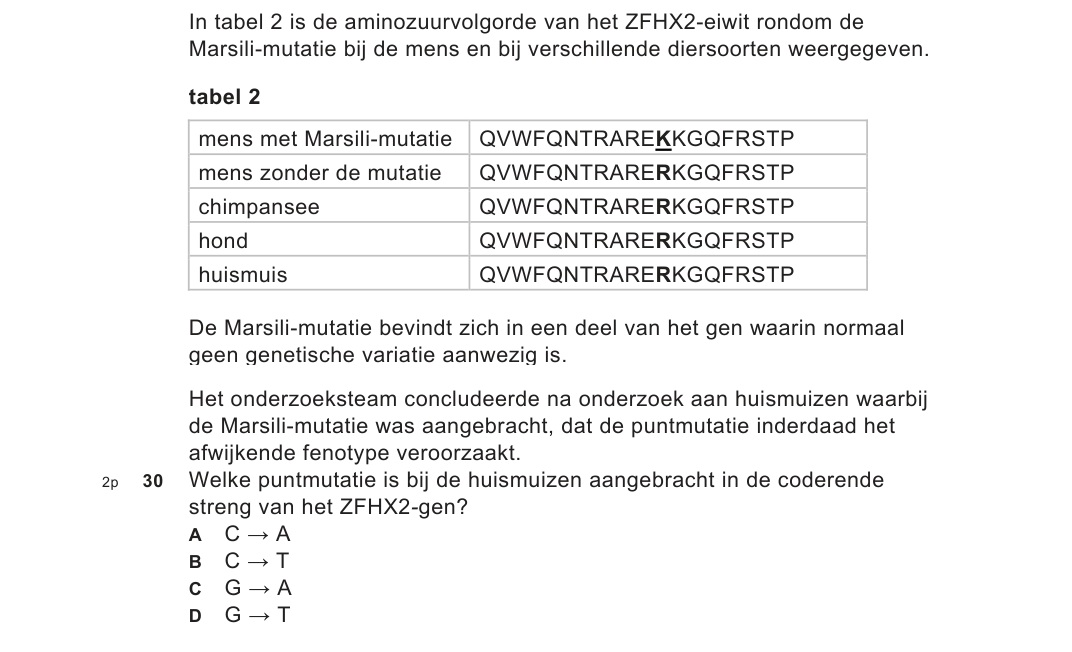 In tabel 2 is de aminozuurvolgorde van het ZFHX2-eiwit rondom de
Marsili-mutatie bij de mens en bij verschillende diersoorten weergegeven.
tabel 2
mens met Marsili-mutatie QVWFQNTRAREKKGQFRSTP
mens zonder de mutatie QVWFQNTRARERKGQFRSTP
chimpansee QVWFQNTRARERKGQFRSTP
hond QVWFQNTRARERKGQFRSTP
huismuis QVWFQNTRARERKGQFRSTP
De Marsili-mutatie bevindt zich in een deel van het gen waarin normaal
geen genetische variatie aanwezig is.
Het onderzoeksteam concludeerde na onderzoek aan huismuizen waarbij
de Marsili-mutatie was aangebracht, dat de puntmutatie inderdaad het
afwijkende fenotype veroorzaakt.
2p 30 Welke puntmutatie is bij de huismuizen aangebracht in de coderende
streng van het ZFHX2-gen?
A C → A
B C → T
C G → A
D G → T